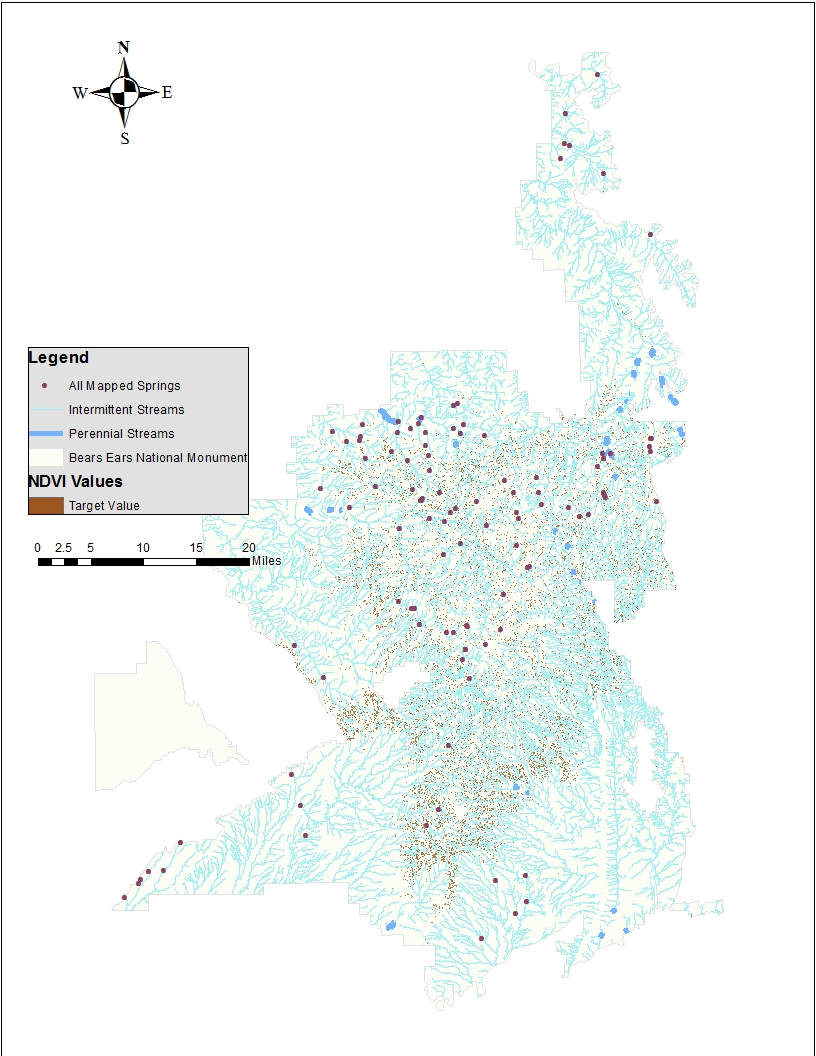 N
W E
S
Legend
All Mapped Springs
Intermittent Streams
Perennial Streams
Bears Ears National Monument
NDVI Values
Target Value
0 2.5 5 10 15 20
Miles